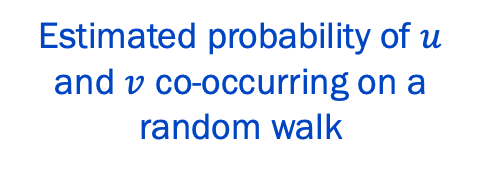 Estimated probability of u
and v co-occurring on a
random walk